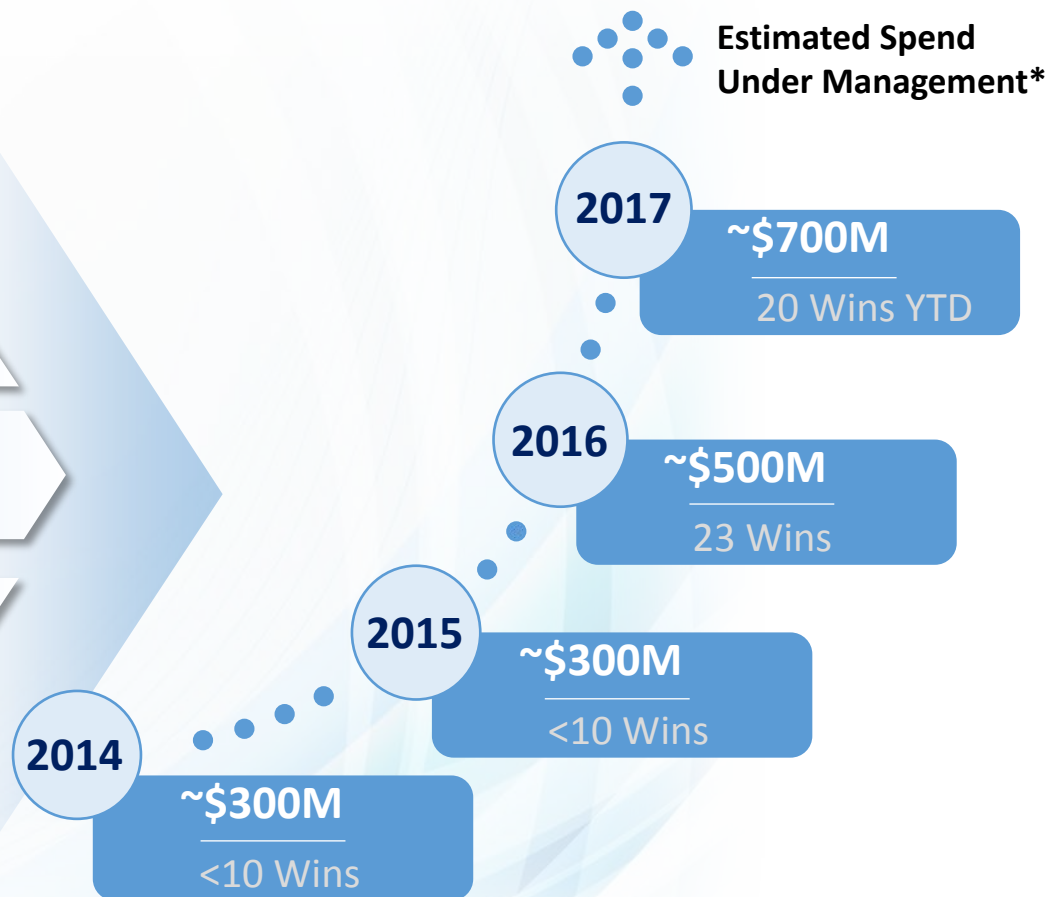 Estimated Spend
Under Management*
2017
~$700M
20 Wins YTD
2016
~$500M
23 Wins
2015
~$300M
<10 Wins
2014
~$300M
<10 Wins